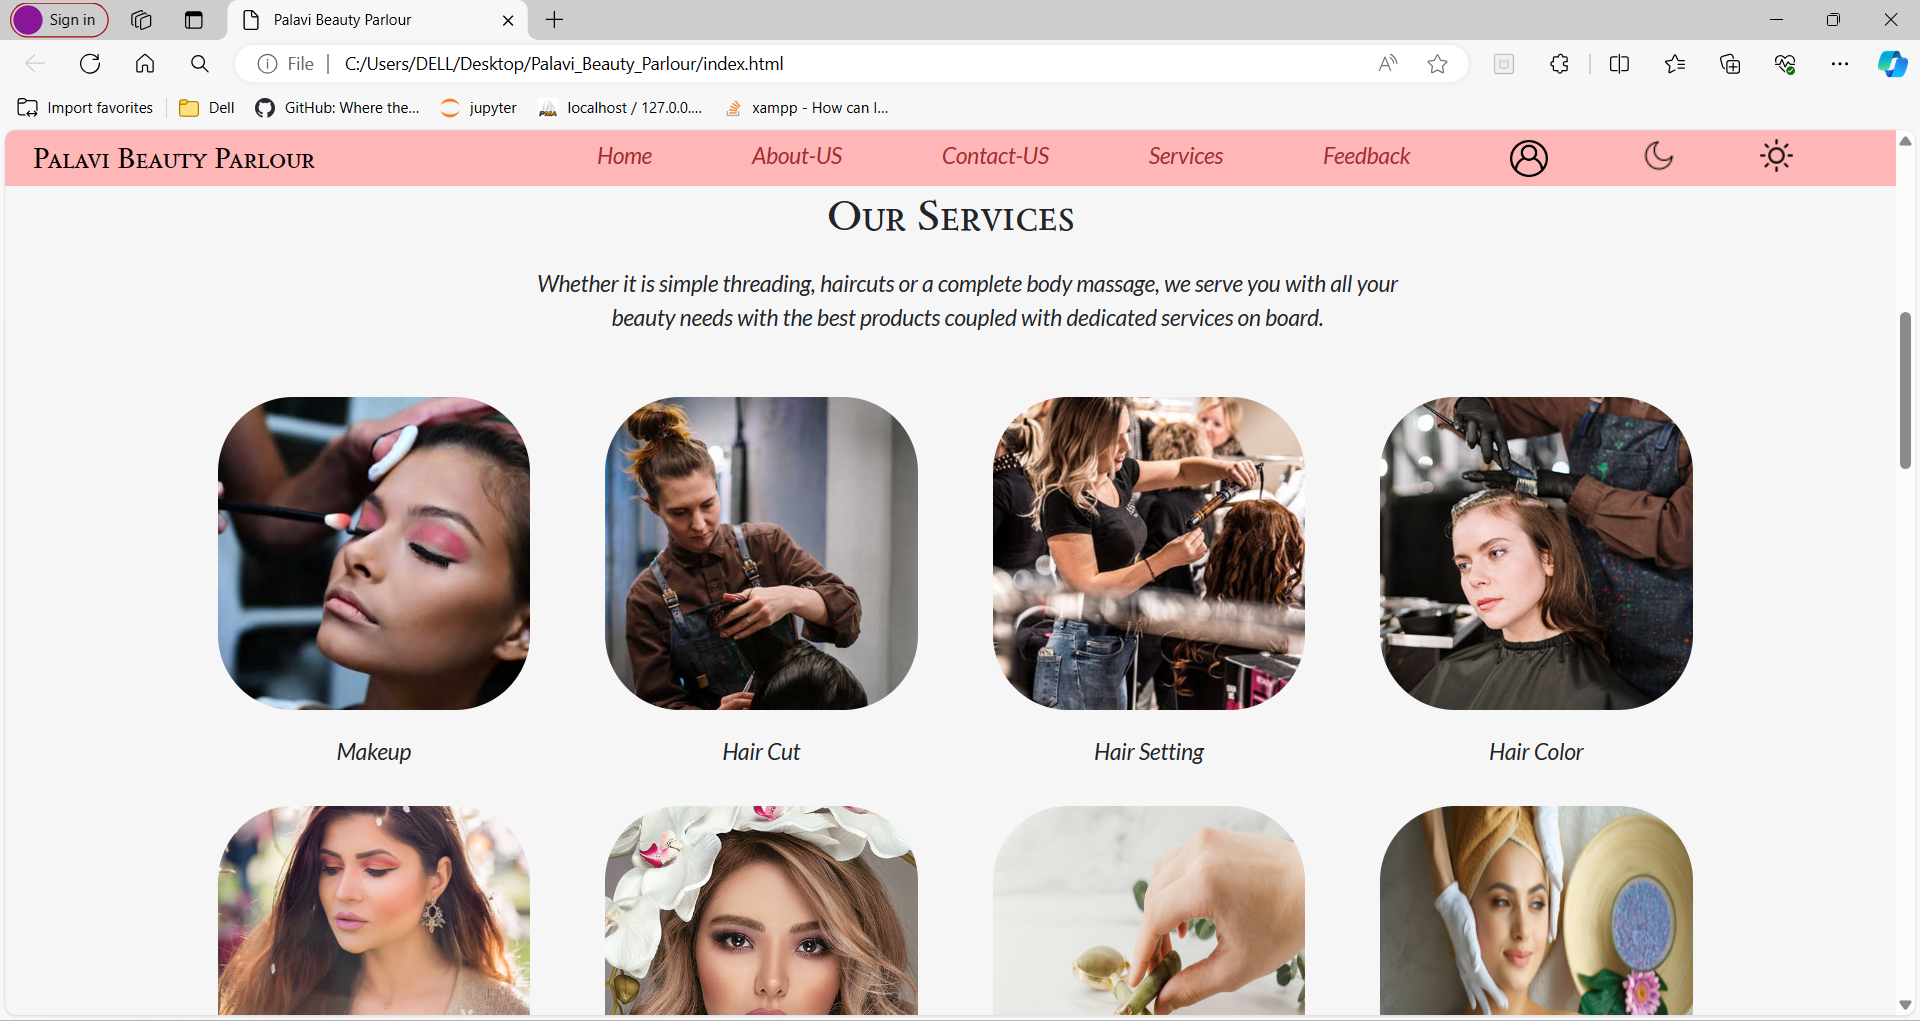 Sign in
Palavi Beauty Parlour
File
C:/Users/DELL/Desktop/Palavi_Beauty_Parlour/index.html
Import favorites
Dell
GitHub: Where the...
jupyter
localhost / 127.0.0....
xampp - How can I...
Palavi Beauty Parlour
Home
About-US
Contact-US
Services
Feedback
Our Services
Whether it is simple threading, haircuts or a complete body massage, we serve you with all your
beauty needs with the best products coupled with dedicated services on board.
Makeup
Hair Cut
Hair Setting
Hair Color